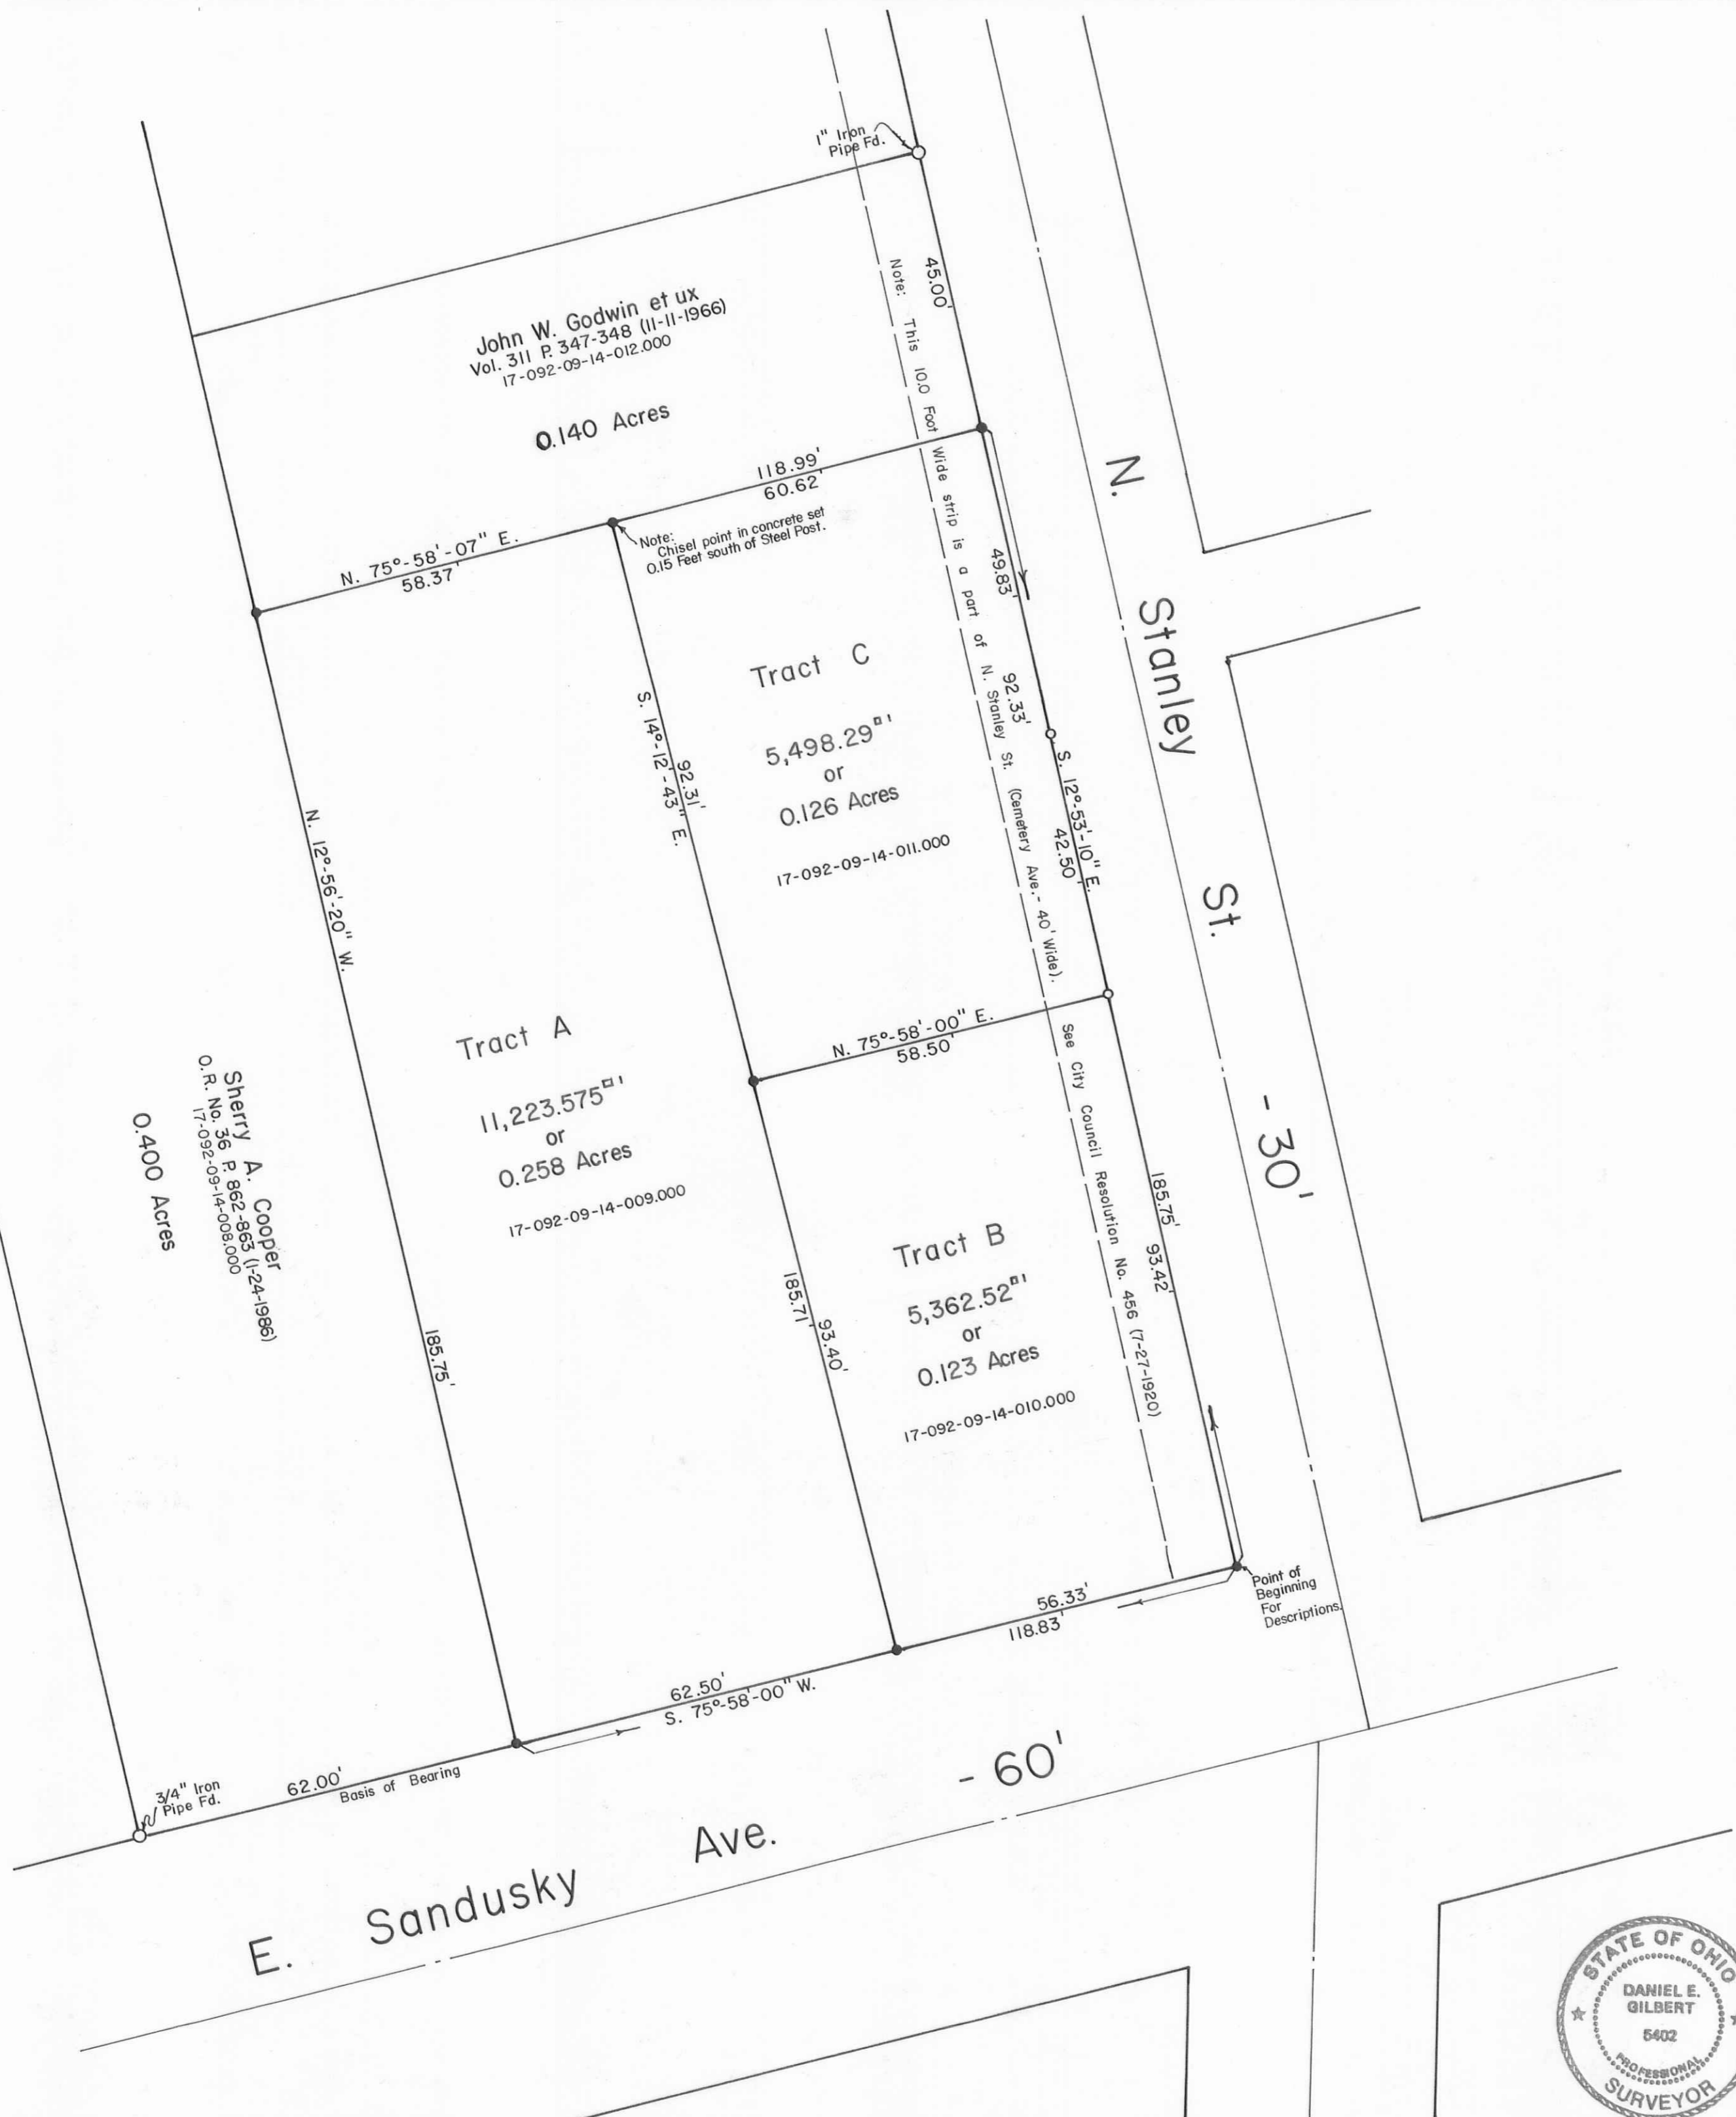 1" Iron
Pipe Fd.
45.00'
John W. Godwin et ux
Vol. 311 P. 347-348 (11-11-1966)
17-092-09-14-012.000
0.140 Acres
Note: This 10.0 Foot Wide strip is a part of N. Stanley St. (Cemetery Ave. - 40' Wide).
See City Council Resolution No. 456 (7-27-1920)
118.99'
60.62'
N. 75°-58'-07" E.
58.37'
Note:
Chisel point in concrete set
0.15 Feet south of Steel Post.
49.83'
92.33'
S. 12°-53'-10" E.
42.50'
N. Stanley St. - 30'
Tract C
5,498.29□'
or
0.126 Acres
17-092-09-14-011.000
92.31'
S. 14°-12'-43" E.
N. 12°-56'-20" W.
185.75'
N. 75°-58'-00" E.
58.50'
Tract A
11,223.575□'
or
0.258 Acres
17-092-09-14-009.000
Sherry A. Cooper
O.R. No. 36 P. 862-863 (1-24-1986)
17-092-09-14-008.000
0.400 Acres
185.71'
93.40'
Tract B
5,362.52□'
or
0.123 Acres
17-092-09-14-010.000
185.75'
93.42'
Point of
Beginning
For
Descriptions.
56.33'
118.83'
62.50'
S. 75°-58'-00" W.
3/4" Iron
Pipe Fd.
62.00'
Basis of Bearing
E. Sandusky Ave. - 60'
STATE OF OHIO
DANIEL E.
GILBERT
5402
PROFESSIONAL
SURVEYOR